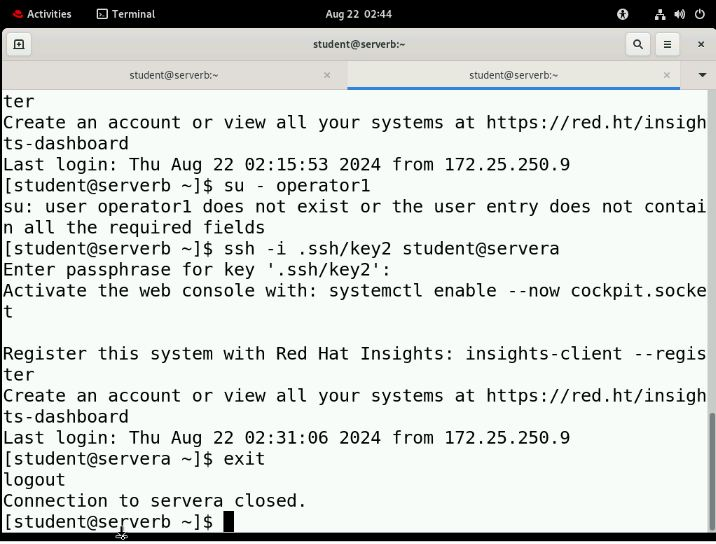 Activities Terminal Aug 22 02:44
student@serverb:~
student@serverb:~ × student@serverb:~ ×
ter
Create an account or view all your systems at https://red.ht/insigh
ts-dashboard
Last login: Thu Aug 22 02:15:53 2024 from 172.25.250.9
[student@serverb ~]$ su - operator1
su: user operator1 does not exist or the user entry does not contai
n all the required fields
[student@serverb ~]$ ssh -i .ssh/key2 student@servera
Enter passphrase for key '.ssh/key2':
Activate the web console with: systemctl enable --now cockpit.socke
t
Register this system with Red Hat Insights: insights-client --regis
ter
Create an account or view all your systems at https://red.ht/insigh
ts-dashboard
Last login: Thu Aug 22 02:31:06 2024 from 172.25.250.9
[student@servera ~]$ exit
logout
Connection to servera closed.
[student@serverb ~]$